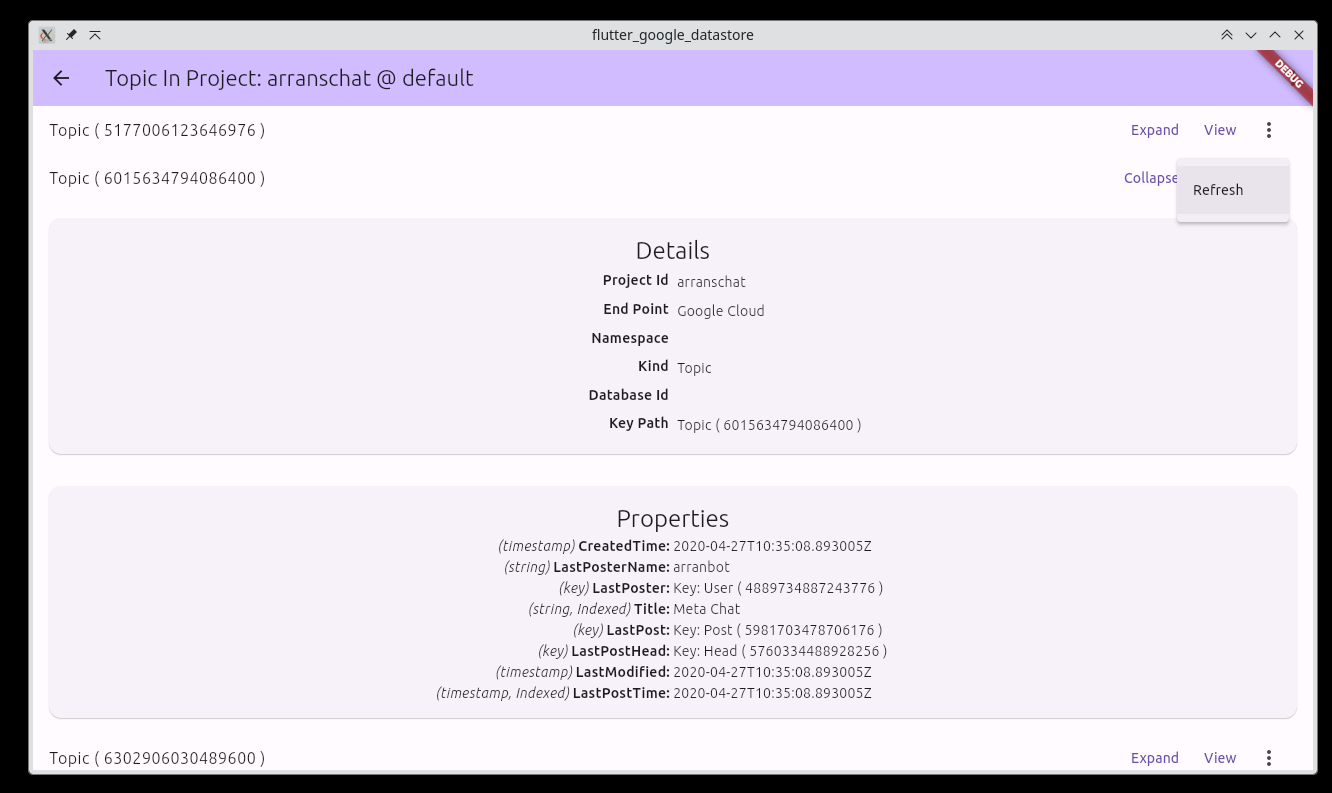 flutter_google_datastore
Topic In Project: arranschat @ default
DEBUG
Topic ( 5177006123646976 ) Expand View
Topic ( 6015634794086400 ) Collapse
Refresh
Details
Project Id arranschat
End Point Google Cloud
Namespace
Kind Topic
Database Id
Key Path Topic ( 6015634794086400 )
Properties
(timestamp) CreatedTime: 2020-04-27T10:35:08.893005Z
(string) LastPosterName: arranbot
(key) LastPoster: Key: User ( 4889734887243776 )
(string, Indexed) Title: Meta Chat
(key) LastPost: Key: Post ( 5981703478706176 )
(key) LastPostHead: Key: Head ( 5760334488928256 )
(timestamp) LastModified: 2020-04-27T10:35:08.893005Z
(timestamp, Indexed) LastPostTime: 2020-04-27T10:35:08.893005Z
Topic ( 6302906030489600 ) Expand View